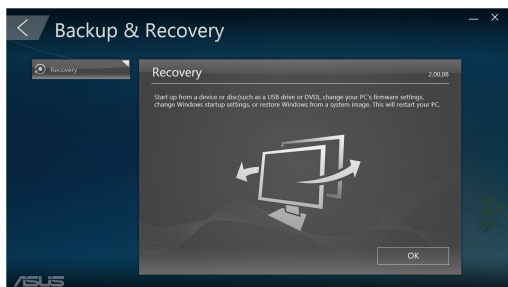 Backup & Recovery
Recovery
Recovery
2.00.08
Start up from a device or disc(such as a USB drive or DVD), change your PC's firmware settings,
change Windows startup settings, or restore Windows from a system image. This will restart your PC.
OK
ASUS